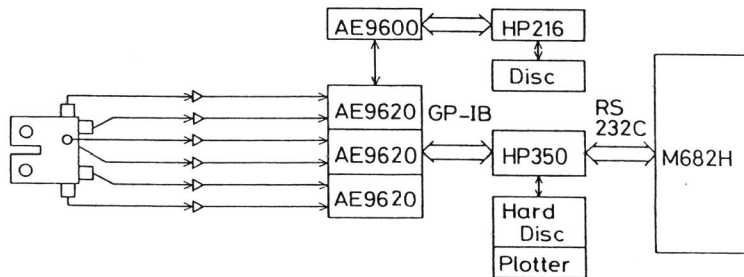 AE9600
HP216
Disc
AE9620
GP-IB
RS
232C
AE9620
HP350
M682H
AE9620
Hard
Disc
Plotter